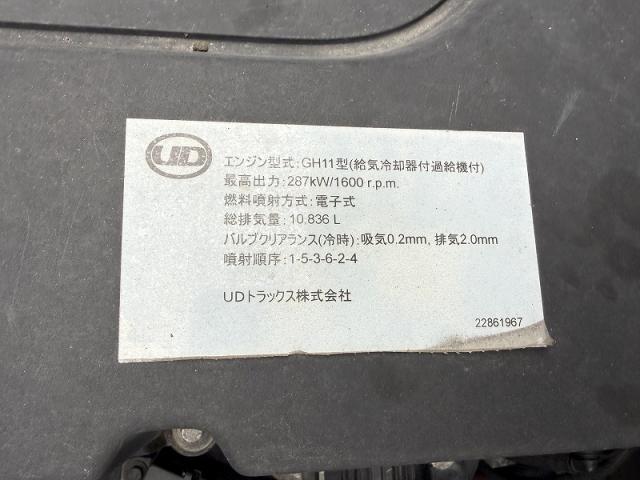 UD
エンジン型式:GH11型(給気冷却器付過給機付)
最高出力:287kW/1600 r.p.m.
燃料噴射方式:電子式
総排気量:10.836 L
バルブクリアランス(冷時):吸気0.2mm, 排気2.0mm
噴射順序:1-5-3-6-2-4
UDトラックス株式会社
22861967